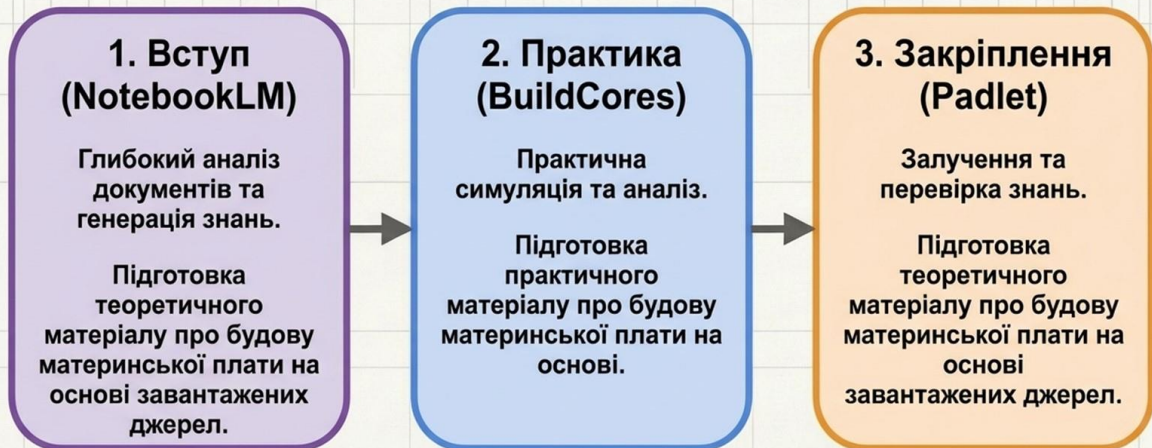 1. Вступ
(NotebookLM)
Глибокий аналіз
документів та
генерація знань.
Підготовка
теоретичного
матеріалу про будову
материнської плати на
основі завантажених
джерел.
2. Практика
(BuildCores)
Практична
симуляція та аналіз.
Підготовка
практичного
матеріалу про будову
материнської плати на
основі.
3. Закріплення
(Padlet)
Залучення та
перевірка знань.
Підготовка
теоретичного
матеріалу про будову
материнської плати на
основі
завантажених джерел.